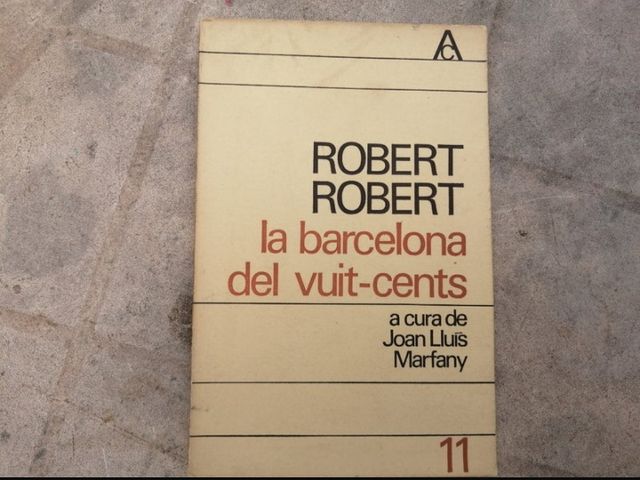 Ac
ROBERT
ROBERT
la barcelona
del vuit-cents
a cura de
Joan Lluís
Marfany
11